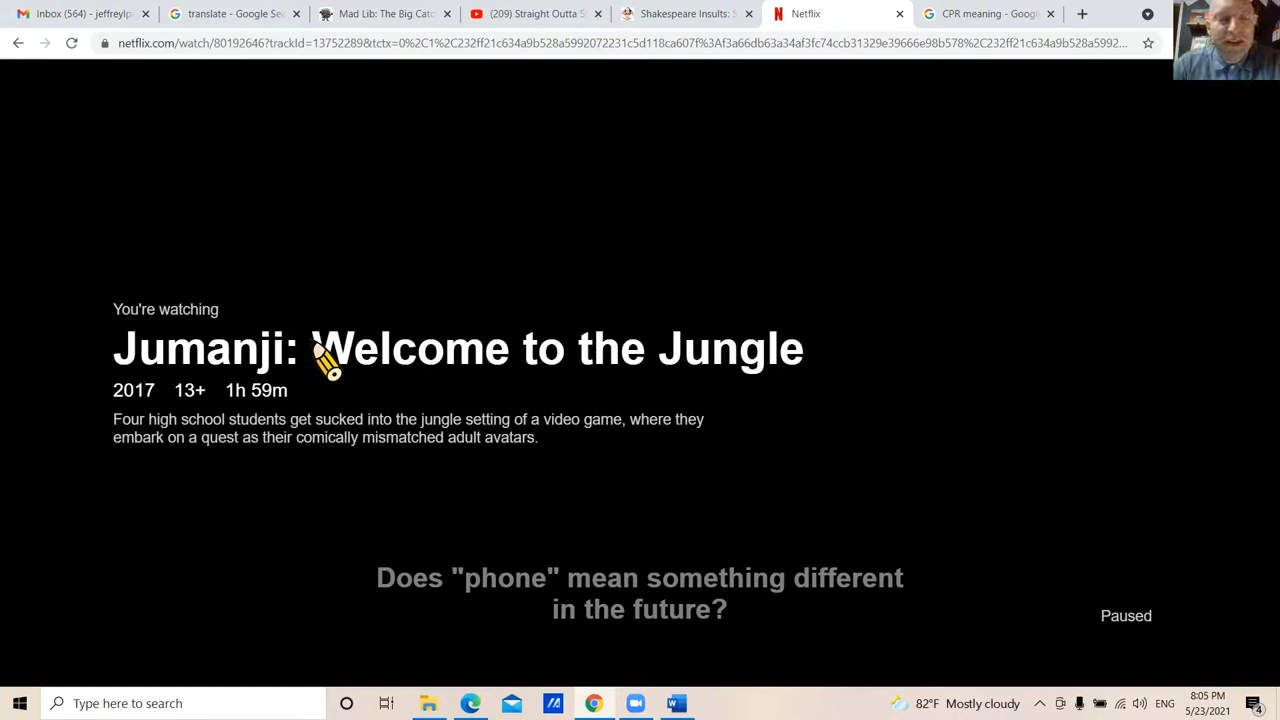 Inbox (564) - jeffreylp
translate - Google Sea
Mad Lib: The Big Catc
(209) Straight Outta S
Shakespeare Insults: S
Netflix
CPR meaning - Googl
netflix.com/watch/80192646?trackId=13752289&tctx=0%2C1%2C232ff21c634a9b528a5992072231c5d118ca607f%3Af3a66db63a34af3fc74ccb31329e39666e98b578%2C232ff21c634a9b528a5992...
You're watching
Jumanji: Welcome to the Jungle
2017 13+ 1h 59m
Four high school students get sucked into the jungle setting of a video game, where they
embark on a quest as their comically mismatched adult avatars.
Does "phone" mean something different
in the future?
Paused
Type here to search
82°F Mostly cloudy
ENG
8:05 PM
5/23/2021
4